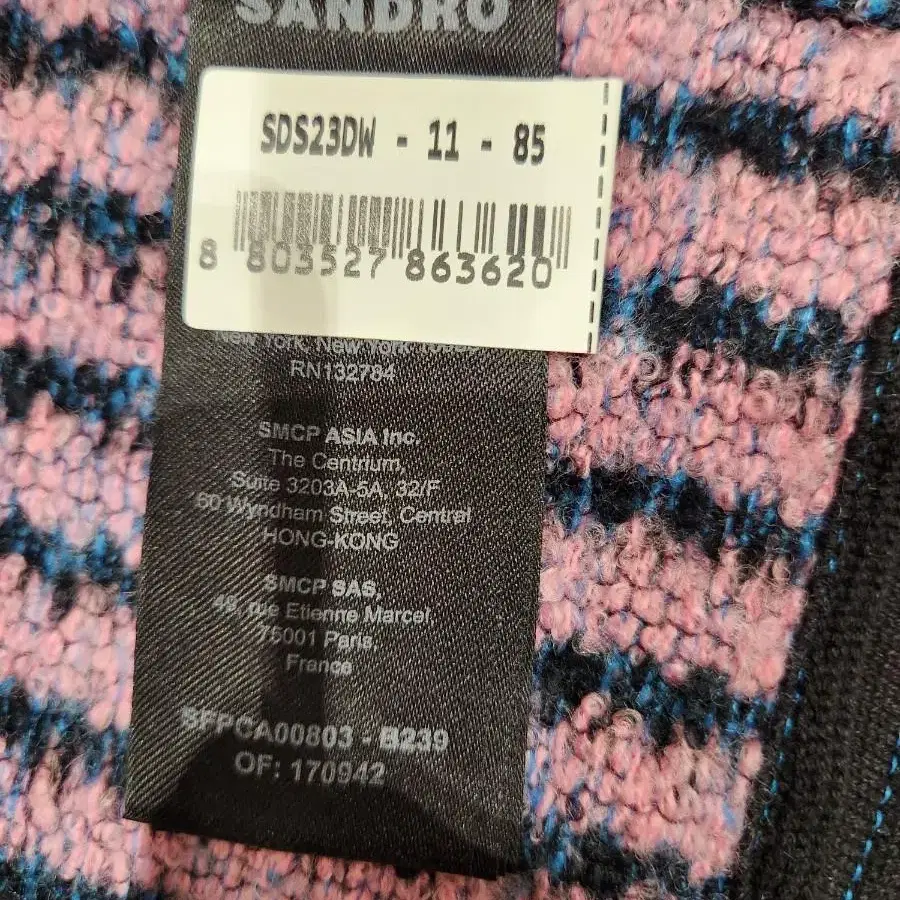 SANDRO
SDS23DW - 11 - 85
8 803527 863620
New York, New York
RN132784
SMCP ASIA Inc.
The Centrium,
Suite 3203A-5A, 32/F
60 Wyndham Street, Central
HONG-KONG
SMCP SAS,
49, rue Etienne Marcel,
75001 Paris,
France
SFPCA00803 - B239
OF: 170942